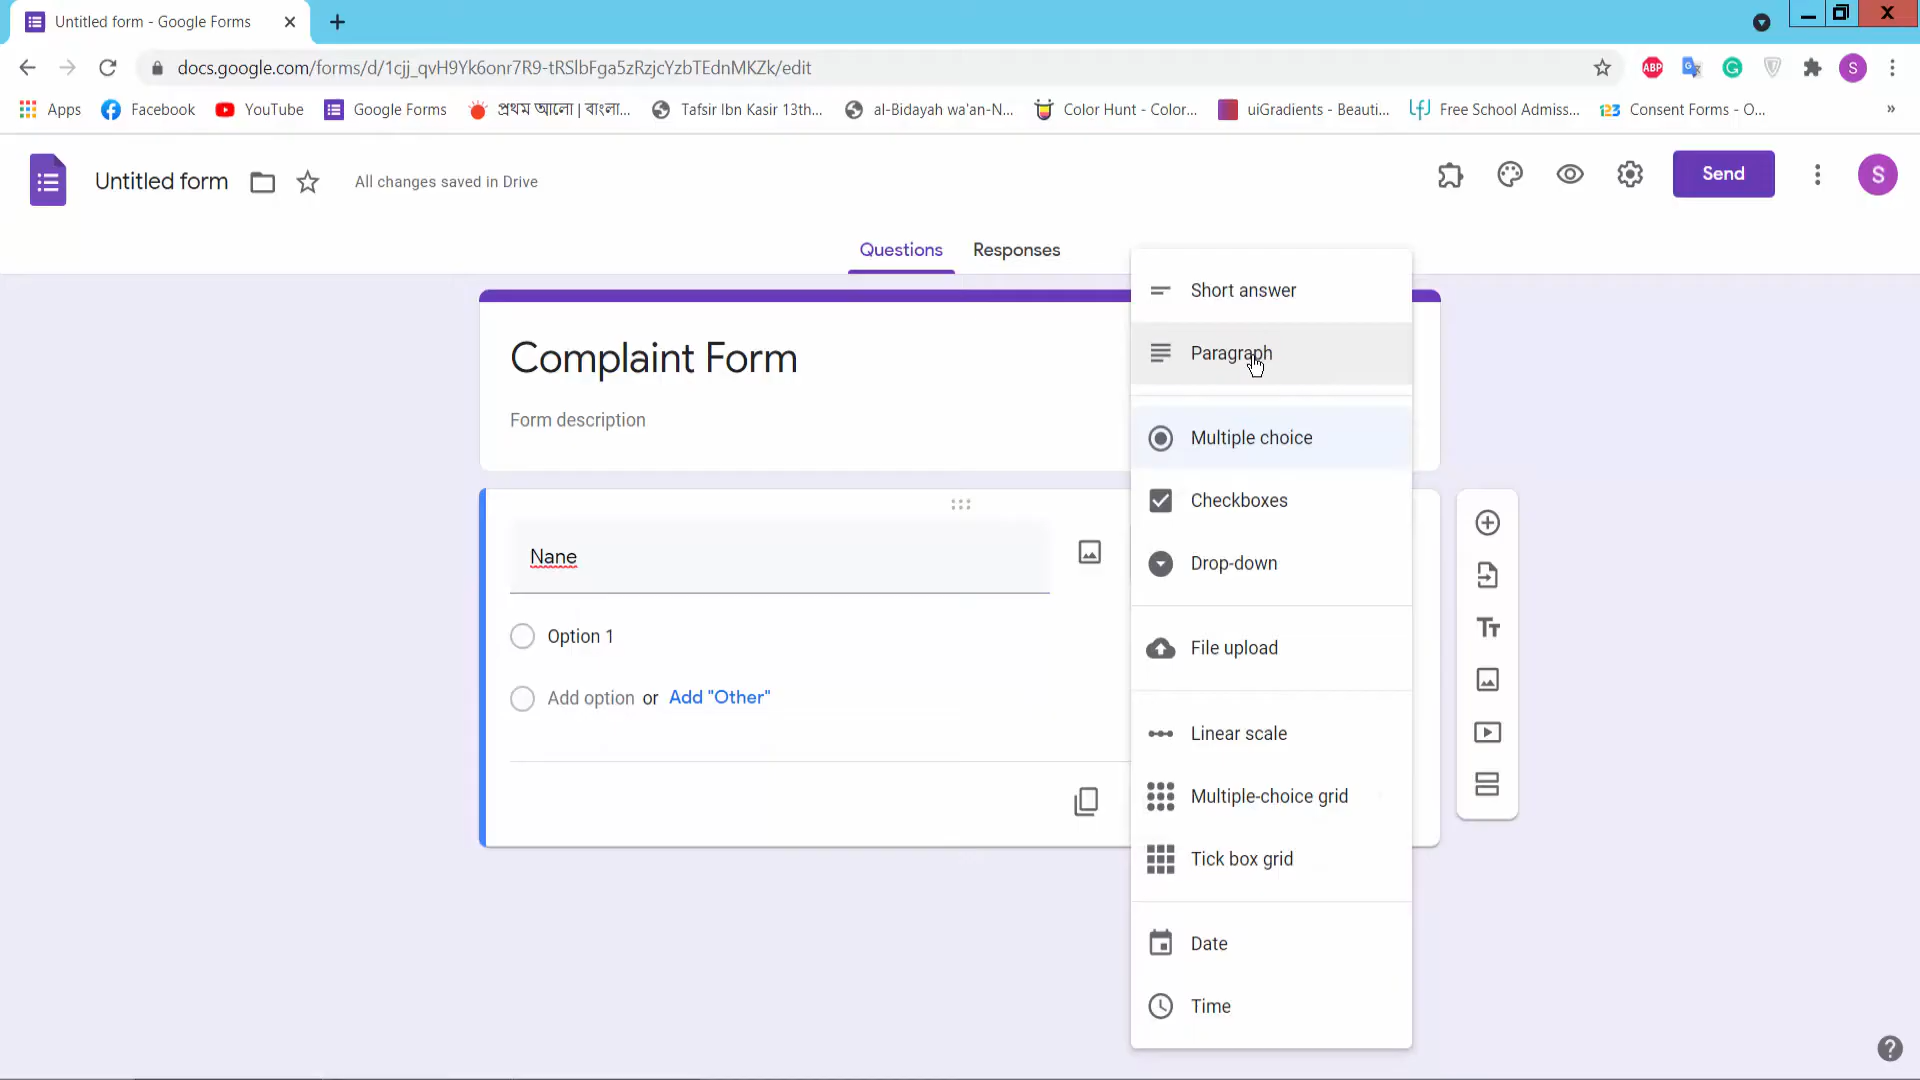 Untitled form - Google Forms
docs.google.com/forms/d/1cjj_qvH9Yk6onr7R9-tRSlbFga5zRzjcYzbTEdnMKZk/edit
ABP
S
Apps Facebook YouTube Google Forms প্রথম আলো | বাংলা... Tafsir Ibn Kasir 13th... al-Bidayah wa'an-N... Color Hunt - Color... uiGradients - Beauti... Free School Admiss... 123 Consent Forms - O... »
Untitled form All changes saved in Drive Send S
Questions Responses
Complaint Form
Form description
Nane
Option 1
Add option or Add "Other"
Short answer
Paragraph
Multiple choice
Checkboxes
Drop-down
File upload
Linear scale
Multiple-choice grid
Tick box grid
Date
Time